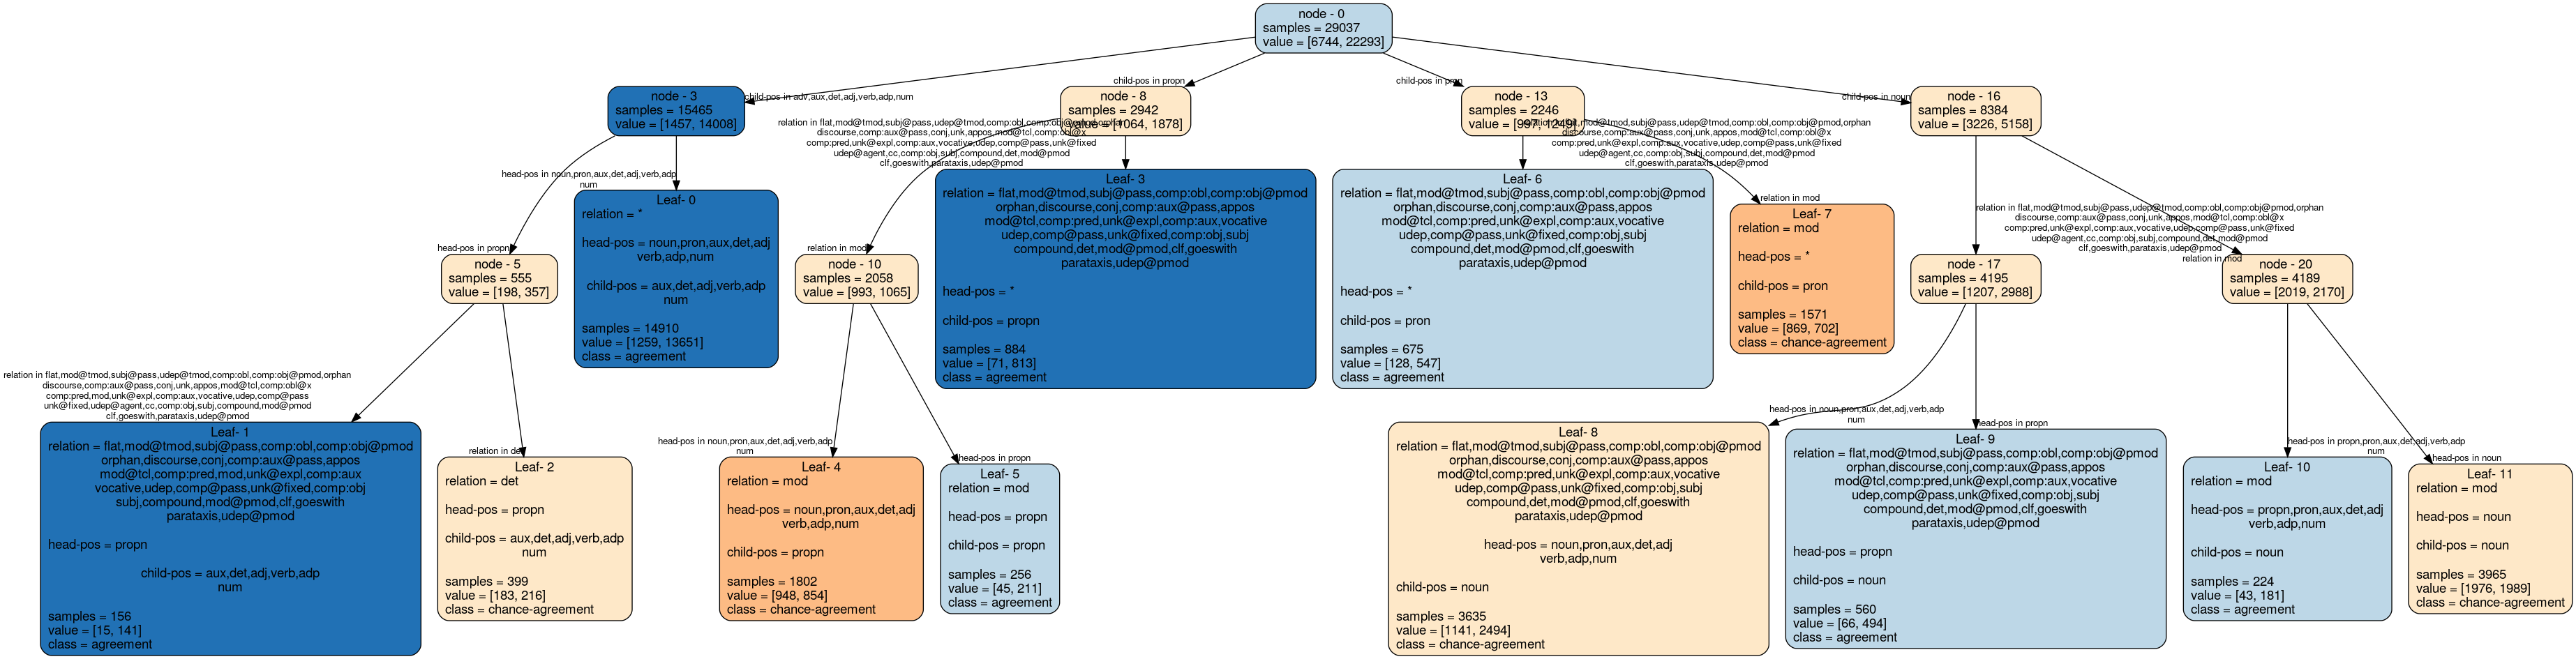 node - 0
samples = 29037
value = [6744, 22293]
child-pos in adv,aux,det,adj,verb,adp,num
child-pos in propn
child-pos in pron
child-pos in noun
node - 3
samples = 15465
value = [1457, 14008]
node - 8
samples = 2942
value = [1064, 1878]
node - 13
samples = 2246
value = [997, 1249]
node - 16
samples = 8384
value = [3226, 5158]
head-pos in noun,pron,aux,det,adj,verb,adp
num
head-pos in propn
relation in flat,mod@tmod,subj@pass,udep@tmod,comp:obl,comp:obj@pmod,orphan
discourse,comp:aux@pass,conj,unk,appos,mod@tcl,comp:obl@x
comp:pred,unk@expl,comp:aux,vocative,udep,comp@pass,unk@fixed
udep@agent,cc,comp:obj,subj,compound,det,mod@pmod
clf,goeswith,parataxis,udep@pmod
relation in mod
relation in flat,mod@tmod,subj@pass,udep@tmod,comp:obl,comp:obj@pmod,orphan
discourse,comp:aux@pass,conj,unk,appos,mod@tcl,comp:obl@x
comp:pred,unk@expl,comp:aux,vocative,udep,comp@pass,unk@fixed
udep@agent,cc,comp:obj,subj,compound,det,mod@pmod
clf,goeswith,parataxis,udep@pmod
relation in mod
relation in flat,mod@tmod,subj@pass,udep@tmod,comp:obl,comp:obj@pmod,orphan
discourse,comp:aux@pass,conj,unk,appos,mod@tcl,comp:obl@x
comp:pred,unk@expl,comp:aux,vocative,udep,comp@pass,unk@fixed
udep@agent,cc,comp:obj,subj,compound,det,mod@pmod
clf,goeswith,parataxis,udep@pmod
relation in mod
Leaf- 0
relation = *
head-pos = noun,pron,aux,det,adj
verb,adp,num
child-pos = aux,det,adj,verb,adp
num
samples = 14910
value = [1259, 13651]
class = agreement
Leaf- 3
relation = flat,mod@tmod,subj@pass,comp:obl,comp:obj@pmod
orphan,discourse,conj,comp:aux@pass,appos
mod@tcl,comp:pred,unk@expl,comp:aux,vocative
udep,comp@pass,unk@fixed,comp:obj,subj
compound,det,mod@pmod,clf,goeswith
parataxis,udep@pmod
head-pos = *
child-pos = propn
samples = 884
value = [71, 813]
class = agreement
Leaf- 6
relation = flat,mod@tmod,subj@pass,comp:obl,comp:obj@pmod
orphan,discourse,conj,comp:aux@pass,appos
mod@tcl,comp:pred,unk@expl,comp:aux,vocative
udep,comp@pass,unk@fixed,comp:obj,subj
compound,det,mod@pmod,clf,goeswith
parataxis,udep@pmod
head-pos = *
child-pos = pron
samples = 675
value = [128, 547]
class = agreement
Leaf- 7
relation = mod
head-pos = *
child-pos = pron
samples = 1571
value = [869, 702]
class = chance-agreement
node - 5
samples = 555
value = [198, 357]
node - 10
samples = 2058
value = [993, 1065]
node - 17
samples = 4195
value = [1207, 2988]
node - 20
samples = 4189
value = [2019, 2170]
relation in flat,mod@tmod,subj@pass,udep@tmod,comp:obl,comp:obj@pmod,orphan
discourse,comp:aux@pass,conj,unk,appos,mod@tcl,comp:obl@x
comp:pred,mod,unk@expl,comp:aux,vocative,udep,comp@pass
unk@fixed,udep@agent,cc,comp:obj,subj,compound,mod@pmod
clf,goeswith,parataxis,udep@pmod
relation in det
head-pos in noun,pron,aux,det,adj,verb,adp
num
head-pos in propn
head-pos in noun,pron,aux,det,adj,verb,adp
num
head-pos in propn
head-pos in propn,pron,aux,det,adj,verb,adp
num
head-pos in noun
Leaf- 1
relation = flat,mod@tmod,subj@pass,comp:obl,comp:obj@pmod
orphan,discourse,conj,comp:aux@pass,appos
mod@tcl,comp:pred,mod,unk@expl,comp:aux
vocative,udep,comp@pass,unk@fixed,comp:obj
subj,compound,mod@pmod,clf,goeswith
parataxis,udep@pmod
head-pos = propn
child-pos = aux,det,adj,verb,adp
num
samples = 156
value = [15, 141]
class = agreement
Leaf- 2
relation = det
head-pos = propn
child-pos = aux,det,adj,verb,adp
num
samples = 399
value = [183, 216]
class = chance-agreement
Leaf- 4
relation = mod
head-pos = noun,pron,aux,det,adj
verb,adp,num
child-pos = propn
samples = 1802
value = [948, 854]
class = chance-agreement
Leaf- 5
relation = mod
head-pos = propn
child-pos = propn
samples = 256
value = [45, 211]
class = agreement
Leaf- 8
relation = flat,mod@tmod,subj@pass,comp:obl,comp:obj@pmod
orphan,discourse,conj,comp:aux@pass,appos
mod@tcl,comp:pred,unk@expl,comp:aux,vocative
udep,comp@pass,unk@fixed,comp:obj,subj
compound,det,mod@pmod,clf,goeswith
parataxis,udep@pmod
head-pos = noun,pron,aux,det,adj
verb,adp,num
child-pos = noun
samples = 3635
value = [1141, 2494]
class = chance-agreement
Leaf- 9
relation = flat,mod@tmod,subj@pass,comp:obl,comp:obj@pmod
orphan,discourse,conj,comp:aux@pass,appos
mod@tcl,comp:pred,unk@expl,comp:aux,vocative
udep,comp@pass,unk@fixed,comp:obj,subj
compound,det,mod@pmod,clf,goeswith
parataxis,udep@pmod
head-pos = propn
child-pos = noun
samples = 560
value = [66, 494]
class = agreement
Leaf- 10
relation = mod
head-pos = propn,pron,aux,det,adj
verb,adp,num
child-pos = noun
samples = 224
value = [43, 181]
class = agreement
Leaf- 11
relation = mod
head-pos = noun
child-pos = noun
samples = 3965
value = [1976, 1989]
class = chance-agreement